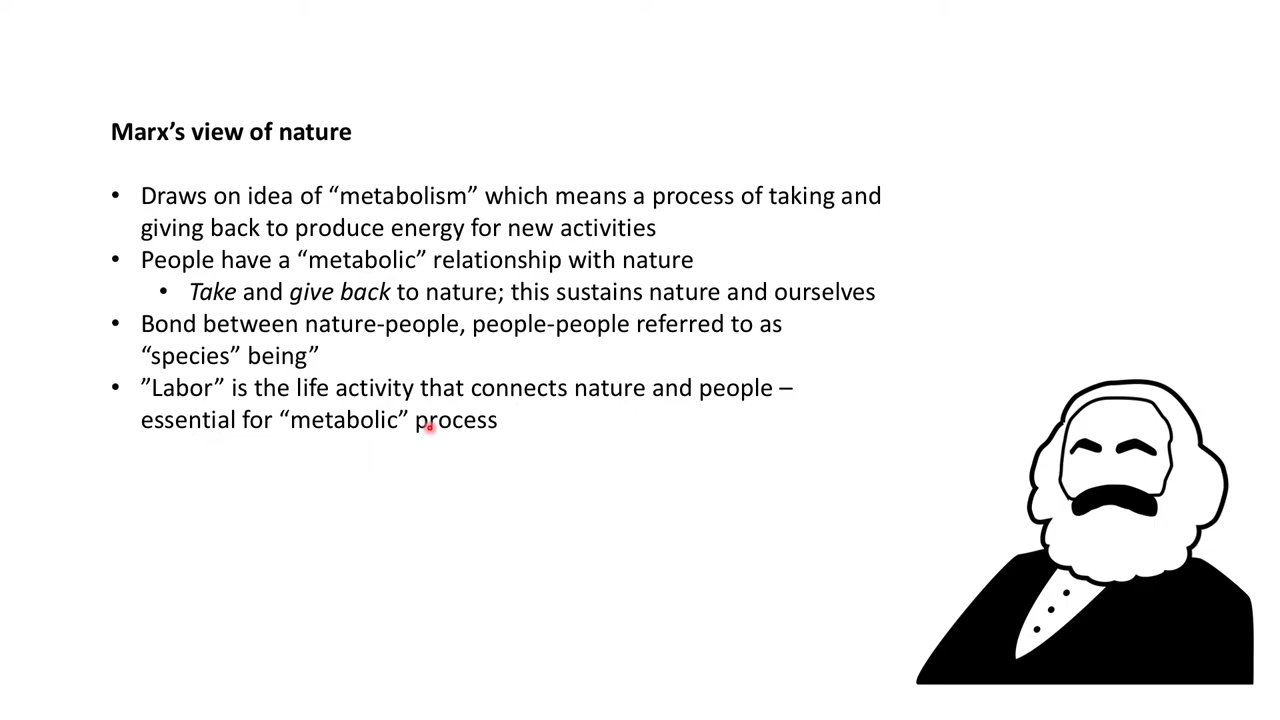 Marx’s view of nature
• Draws on idea of “metabolism” which means a process of taking and
giving back to produce energy for new activities
• People have a “metabolic” relationship with nature
• Take and give back to nature; this sustains nature and ourselves
• Bond between nature-people, people-people referred to as
“species” being”
• ”Labor” is the life activity that connects nature and people –
essential for “metabolic” process